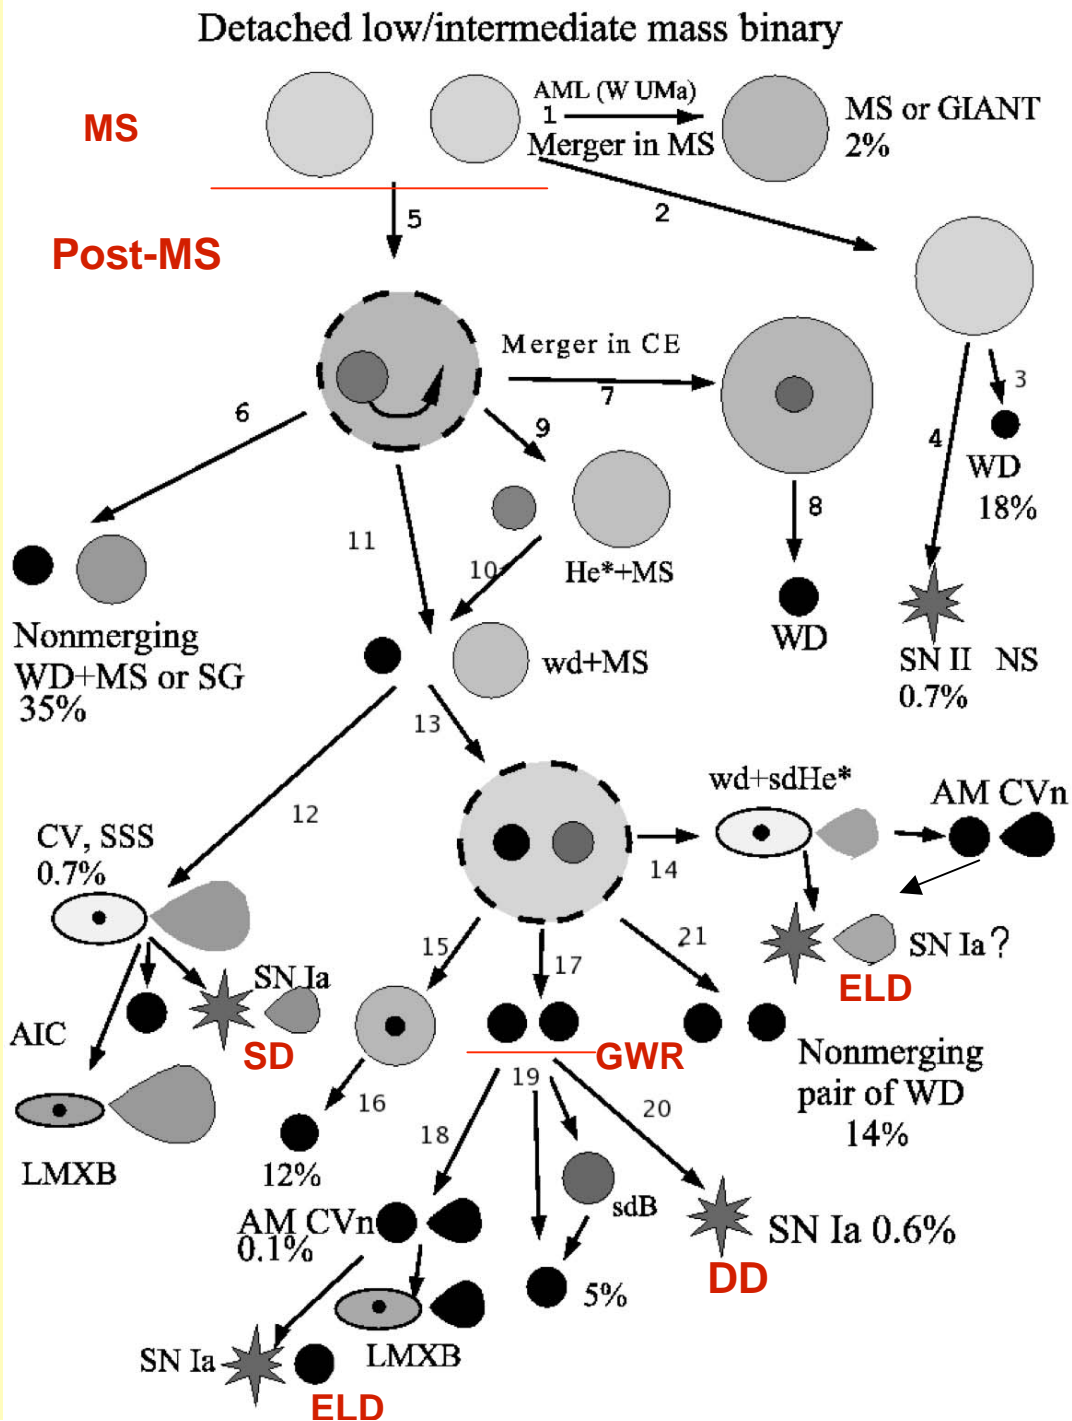 Detached low/intermediate mass binary
MS
AML (W UMa)
1
Merger in MS
MS or GIANT
2%
2
5
Post-MS
Merger in CE
7
3
6
9
4
WD
18%
8
11
10
He*+MS
WD
Nonmerging
WD+MS or SG
35%
wd+MS
SN II NS
0.7%
13
12
wd+sdHe*
AM CVn
CV, SSS
0.7%
14
15
17
21
SN Ia?
ELD
SN Ia
AIC
SD
GWR
Nonmerging
pair of WD
14%
16
19
20
18
LMXB
12%
sdB
AM CVn
0.1%
SN Ia 0.6%
DD
5%
SN Ia
LMXB
ELD